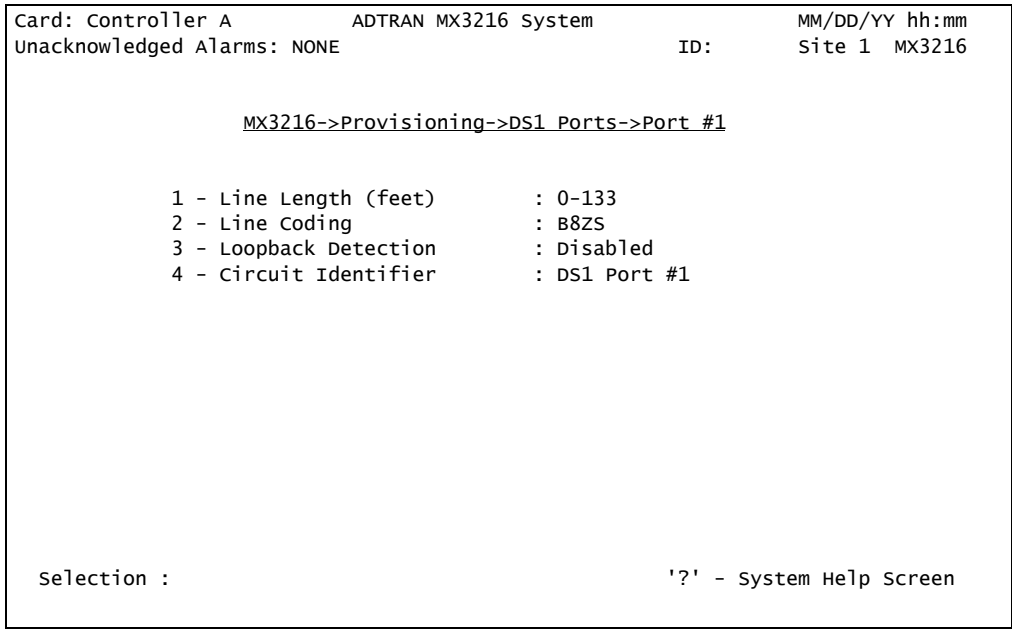 Card: Controller A ADTRAN MX3216 System MM/DD/YY hh:mm
Unacknowledged Alarms: NONE ID: Site 1 MX3216
MX3216->Provisioning->DS1 Ports->Port #1
1 - Line Length (feet) : 0-133
2 - Line Coding : B8ZS
3 - Loopback Detection : Disabled
4 - Circuit Identifier : DS1 Port #1
Selection : '?' - System Help Screen